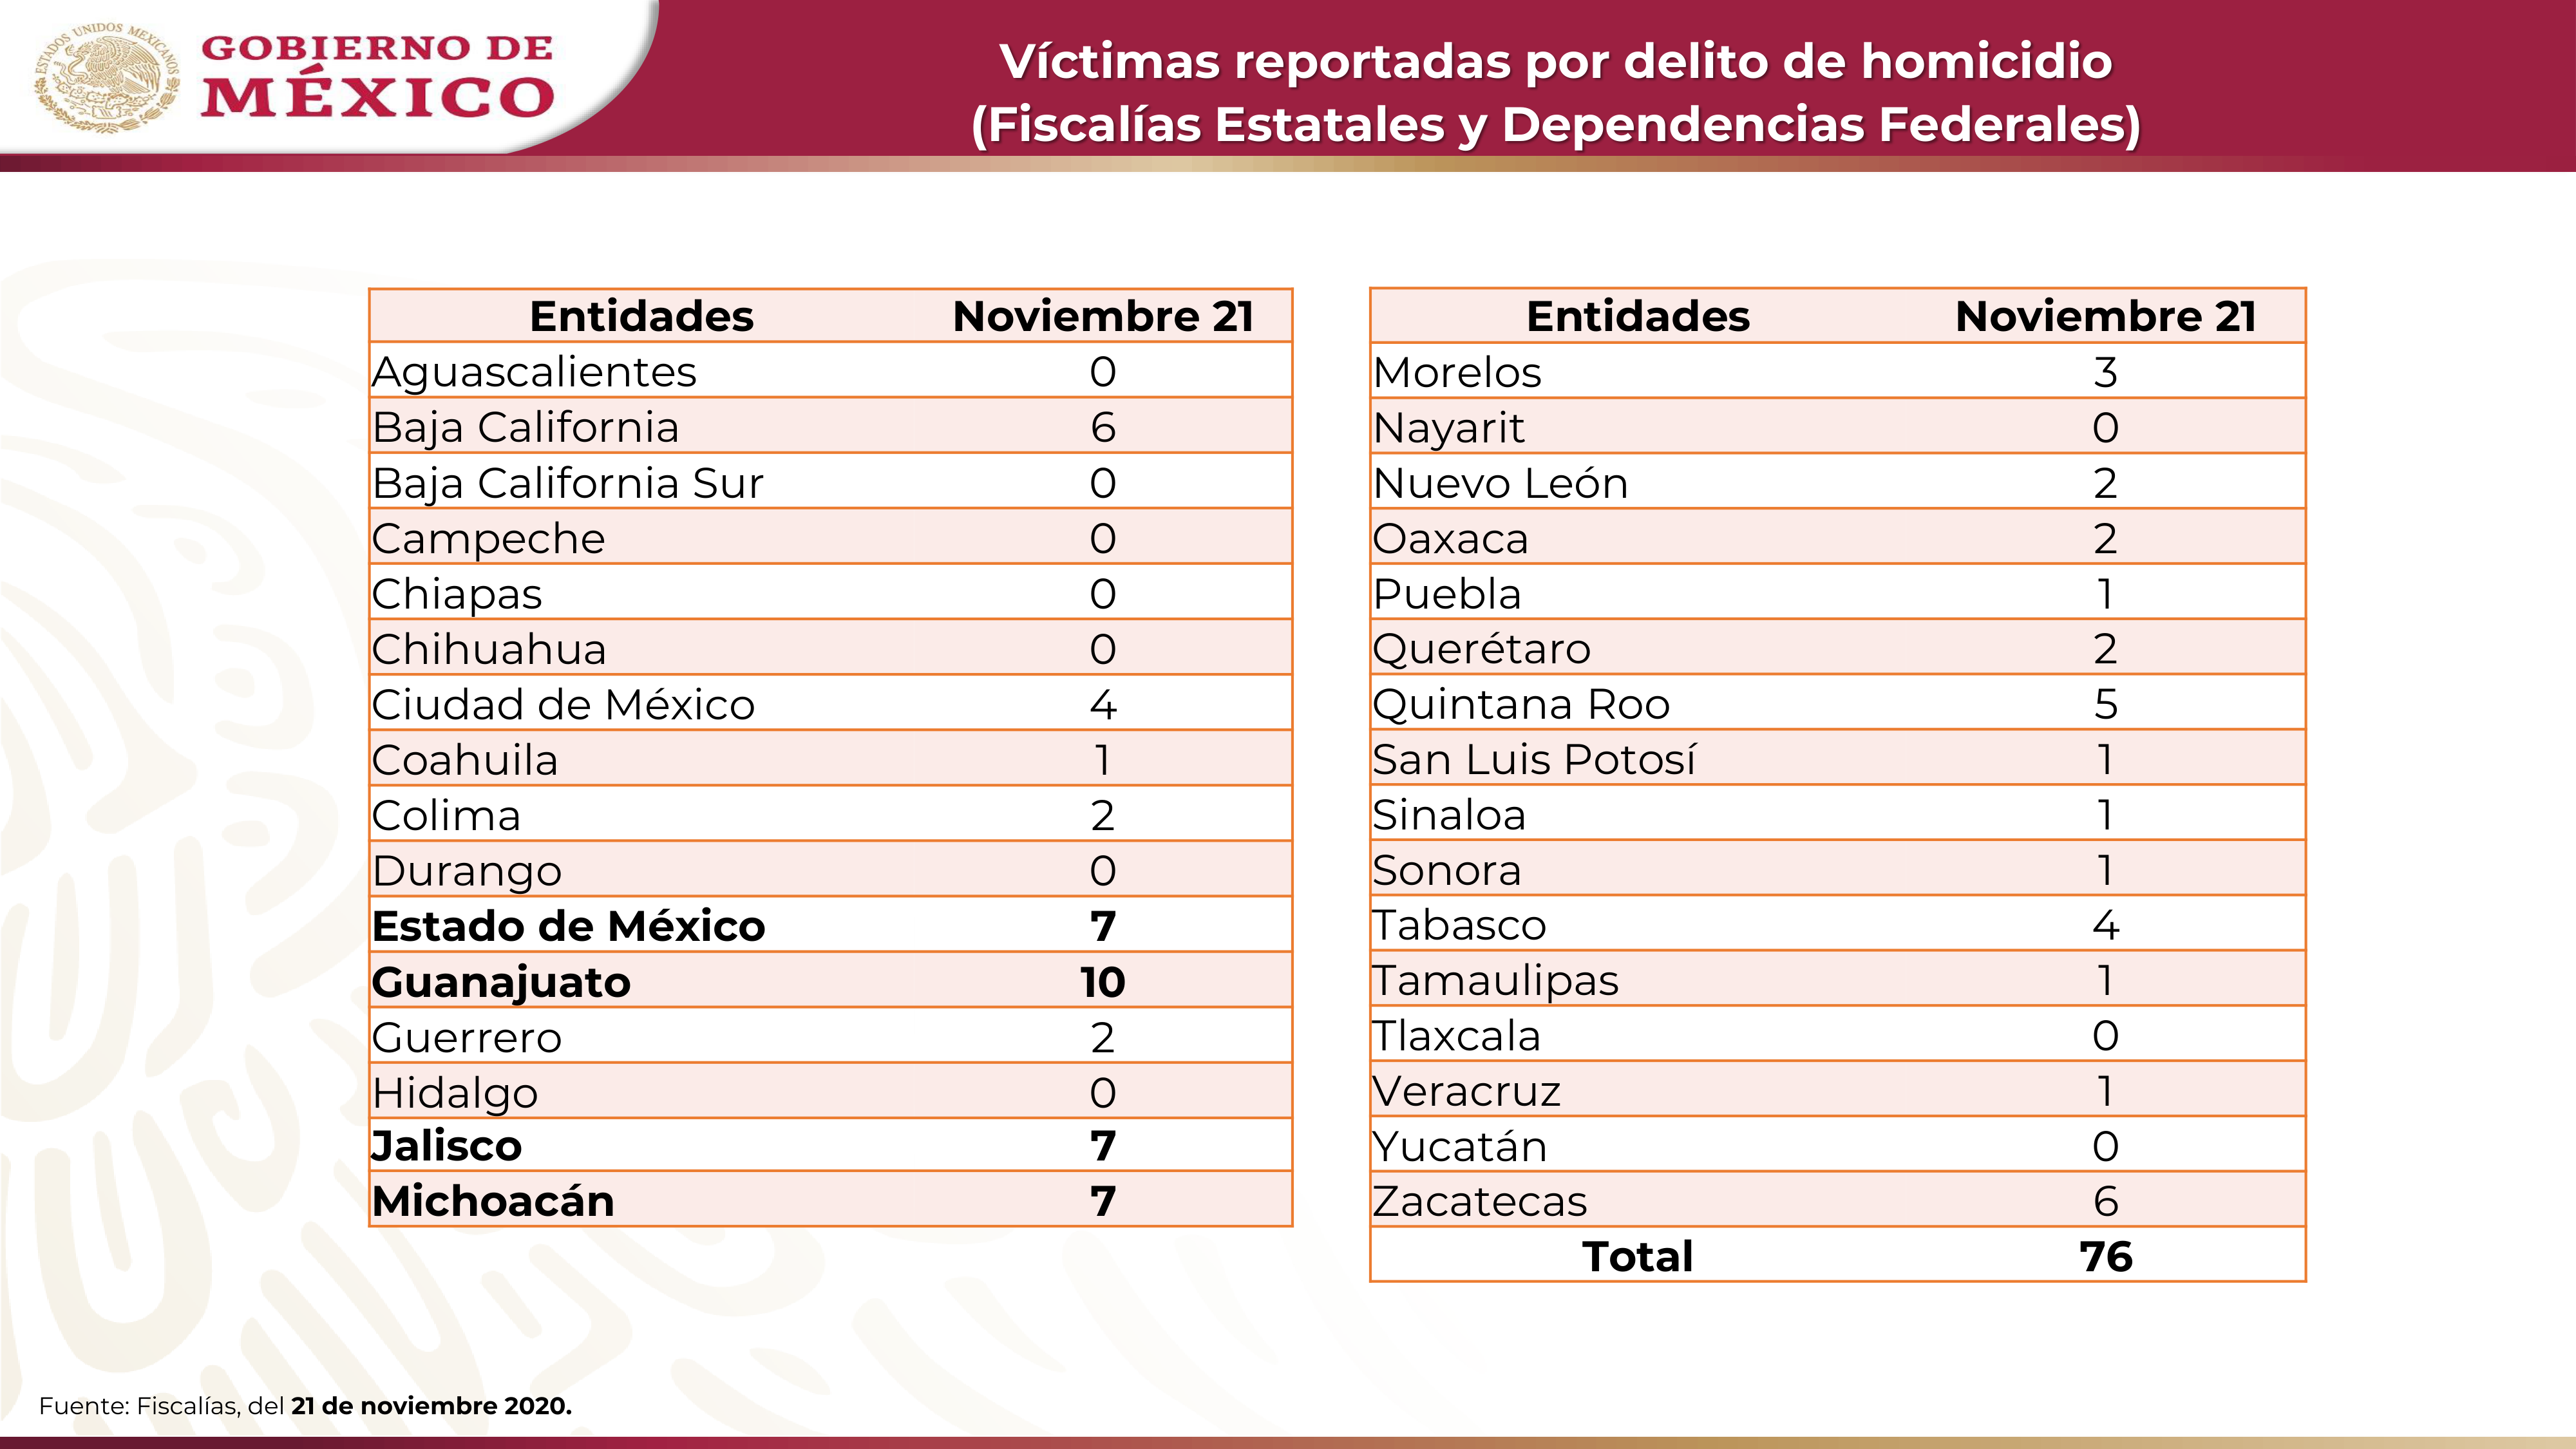 ESTADOS UNIDOS MEXICANOS
GOBIERNO DE
MÉXICO
Víctimas reportadas por delito de homicidio
(Fiscalías Estatales y Dependencias Federales)
Entidades Noviembre 21
Aguascalientes 0
Baja California 6
Baja California Sur 0
Campeche 0
Chiapas 0
Chihuahua 0
Ciudad de México 4
Coahuila 1
Colima 2
Durango 0
Estado de México 7
Guanajuato 10
Guerrero 2
Hidalgo 0
Jalisco 7
Michoacán 7
Entidades Noviembre 21
Morelos 3
Nayarit 0
Nuevo León 2
Oaxaca 2
Puebla 1
Querétaro 2
Quintana Roo 5
San Luis Potosí 1
Sinaloa 1
Sonora 1
Tabasco 4
Tamaulipas 1
Tlaxcala 0
Veracruz 1
Yucatán 0
Zacatecas 6
Total 76
Fuente: Fiscalías, del 21 de noviembre 2020.